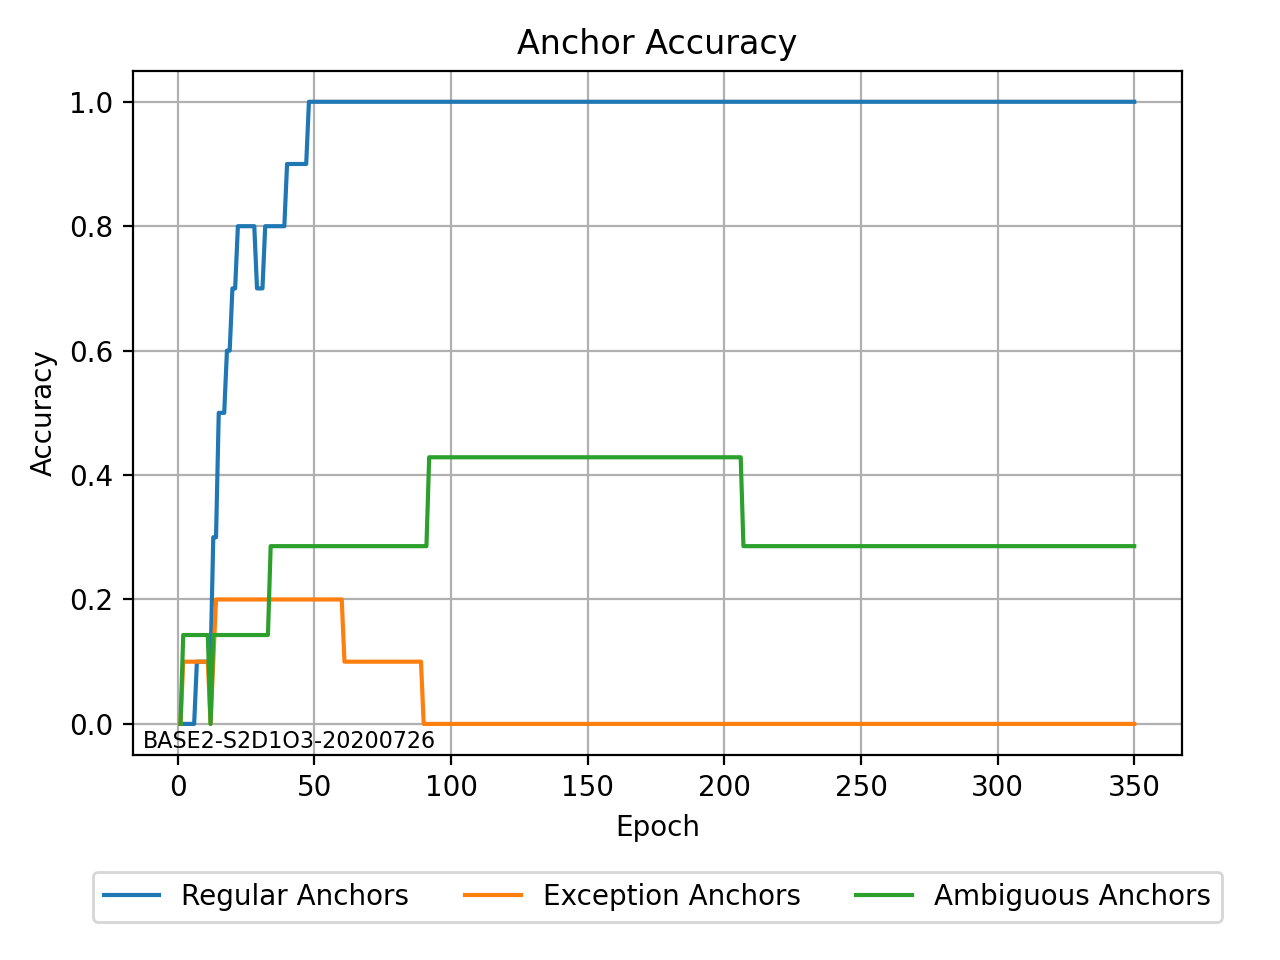 Anchor Accuracy
Accuracy
1.0
0.8
0.6
0.4
0.2
0.0
BASE2-S2D1O3-20200726
0 50 100 150 200 250 300 350
Epoch
Regular Anchors Exception Anchors Ambiguous Anchors